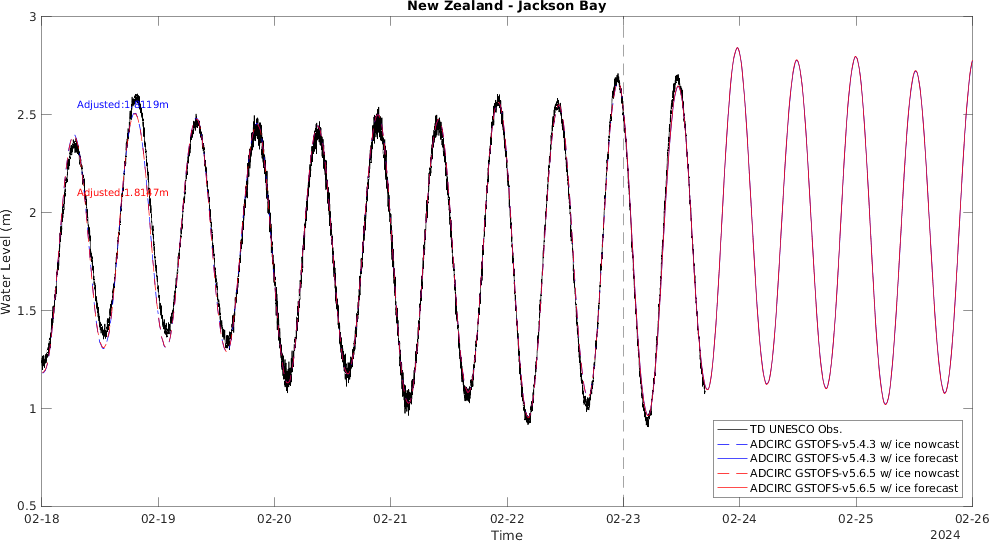 New Zealand - Jackson Bay
Water Level (m)
3
2.5
2
1.5
1
0.5
Adjusted:1.8119m
Adjusted:1.8147m
TD UNESCO Obs.
ADCIRC GSTOFS-v5.4.3 w/ ice nowcast
ADCIRC GSTOFS-v5.4.3 w/ ice forecast
ADCIRC GSTOFS-v5.6.5 w/ ice nowcast
ADCIRC GSTOFS-v5.6.5 w/ ice forecast
02-18 02-19 02-20 02-21 02-22 02-23 02-24 02-25 02-26
Time
2024